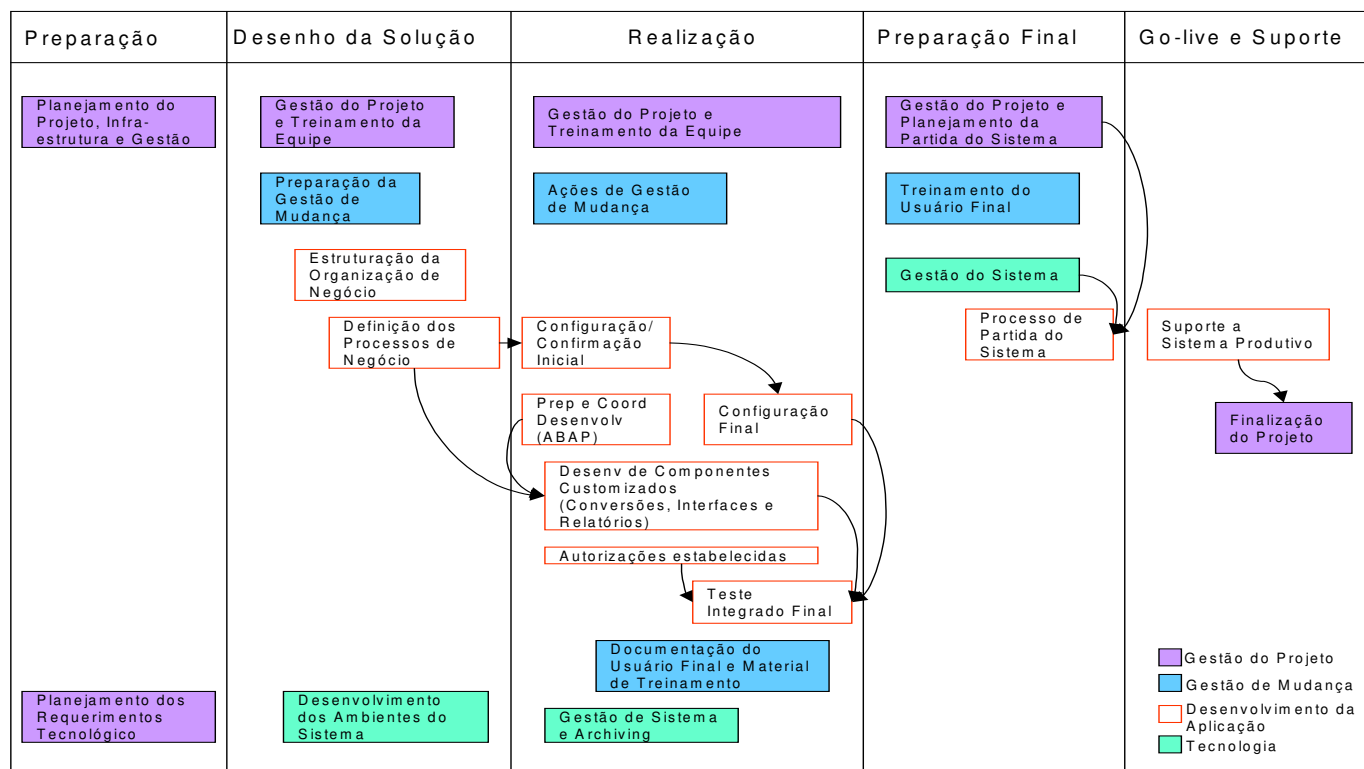 Preparação
Desenho da Solução
Realização
Preparação Final
Go-live e Suporte
Planejamento do
Projeto, Infra-
estrutura e Gestão
Gestão do Projeto
e Treinamento da
Equipe
Gestão do Projeto e
Treinamento da Equipe
Gestão do Projeto e
Planejamento da
Partida do Sistema
Preparação da
Gestão de
Mudança
Ações de Gestão
de Mudança
Treinamento do
Usuário Final
Estruturação da
Organização de
Negócio
Gestão do Sistema
Definição dos
Processos de
Negócio
Configuração/
Confirmação
Inicial
Processo de
Partida do
Sistema
Suporte a
Sistema Produtivo
Prep e Coord
Desenvolv
(ABAP)
Configuração
Final
Finalização
do Projeto
Desenv de Componentes
Customizados
(Conversões, Interfaces e
Relatórios)
Autorizações estabelecidas
Teste
Integrado Final
Documentação do
Usuário Final e Material
de Treinamento
Planejamento dos
Requerimentos
Tecnológico
Desenvolvimento
dos Ambientes do
Sistema
Gestão de Sistema
e Archiving
Gestão do Projeto
Gestão de Mudança
Desenvolvimento da
Aplicação
Tecnologia